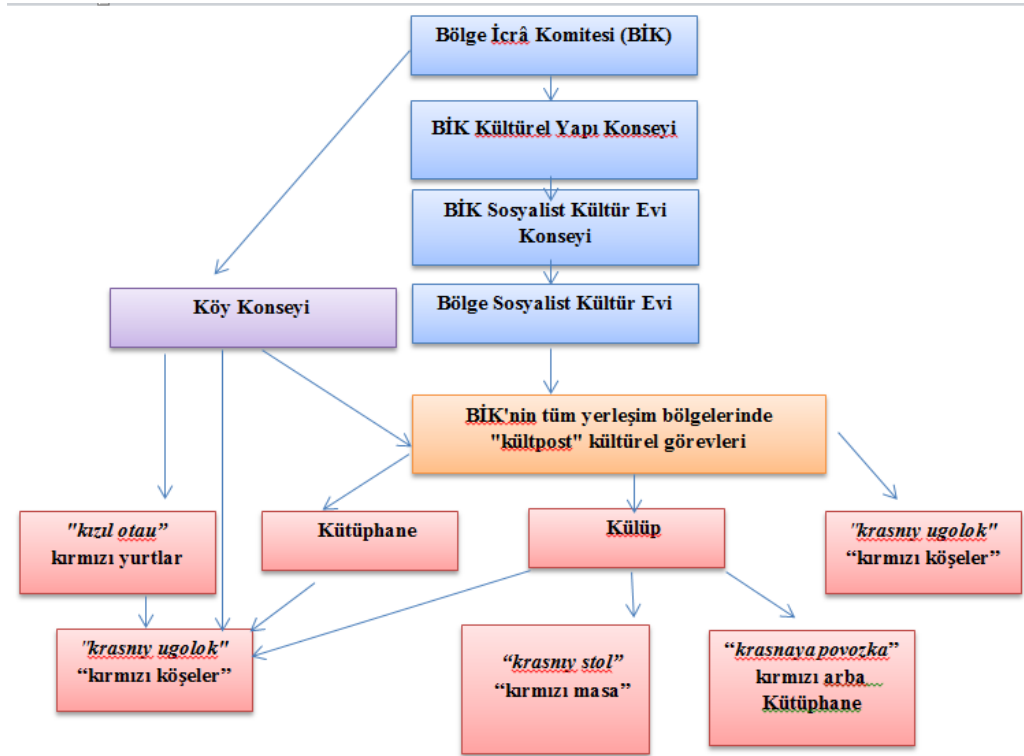 Bölge İcrâ Komitesi (BİK)
BİK Kültürel Yapı Konseyi
BİK Sosyalist Kültür Evi
Konseyi
Köy Konseyi
Bölge Sosyalist Kültür Evi
BİK'nin tüm yerleşim bölgelerinde
"kültpost" kültürel görevleri
"kızıl otau”
kırmızı yurtlar
Kütüphane
Külüp
"krasnıy ugolok"
“kırmızı köşeler”
"krasnıy ugolok"
“kırmızı köşeler”
“krasnıy stol”
“kırmızı masa”
“krasnaya povozka”
kırmızı arba
Kütüphane